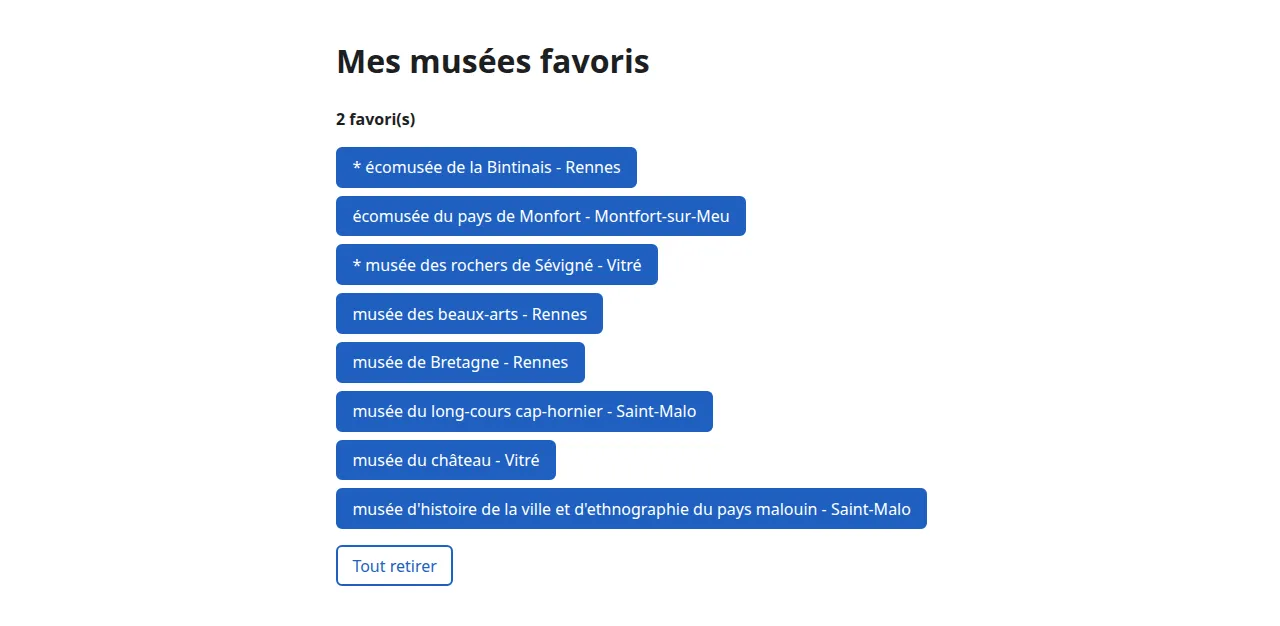 Mes musées favoris
2 favori(s)
* écomusée de la Bintinais - Rennes
écomusée du pays de Monfort - Montfort-sur-Meu
* musée des rochers de Sévigné - Vitré
musée des beaux-arts - Rennes
musée de Bretagne - Rennes
musée du long-cours cap-hornier - Saint-Malo
musée du château - Vitré
musée d'histoire de la ville et d'ethnographie du pays malouin - Saint-Malo
Tout retirer